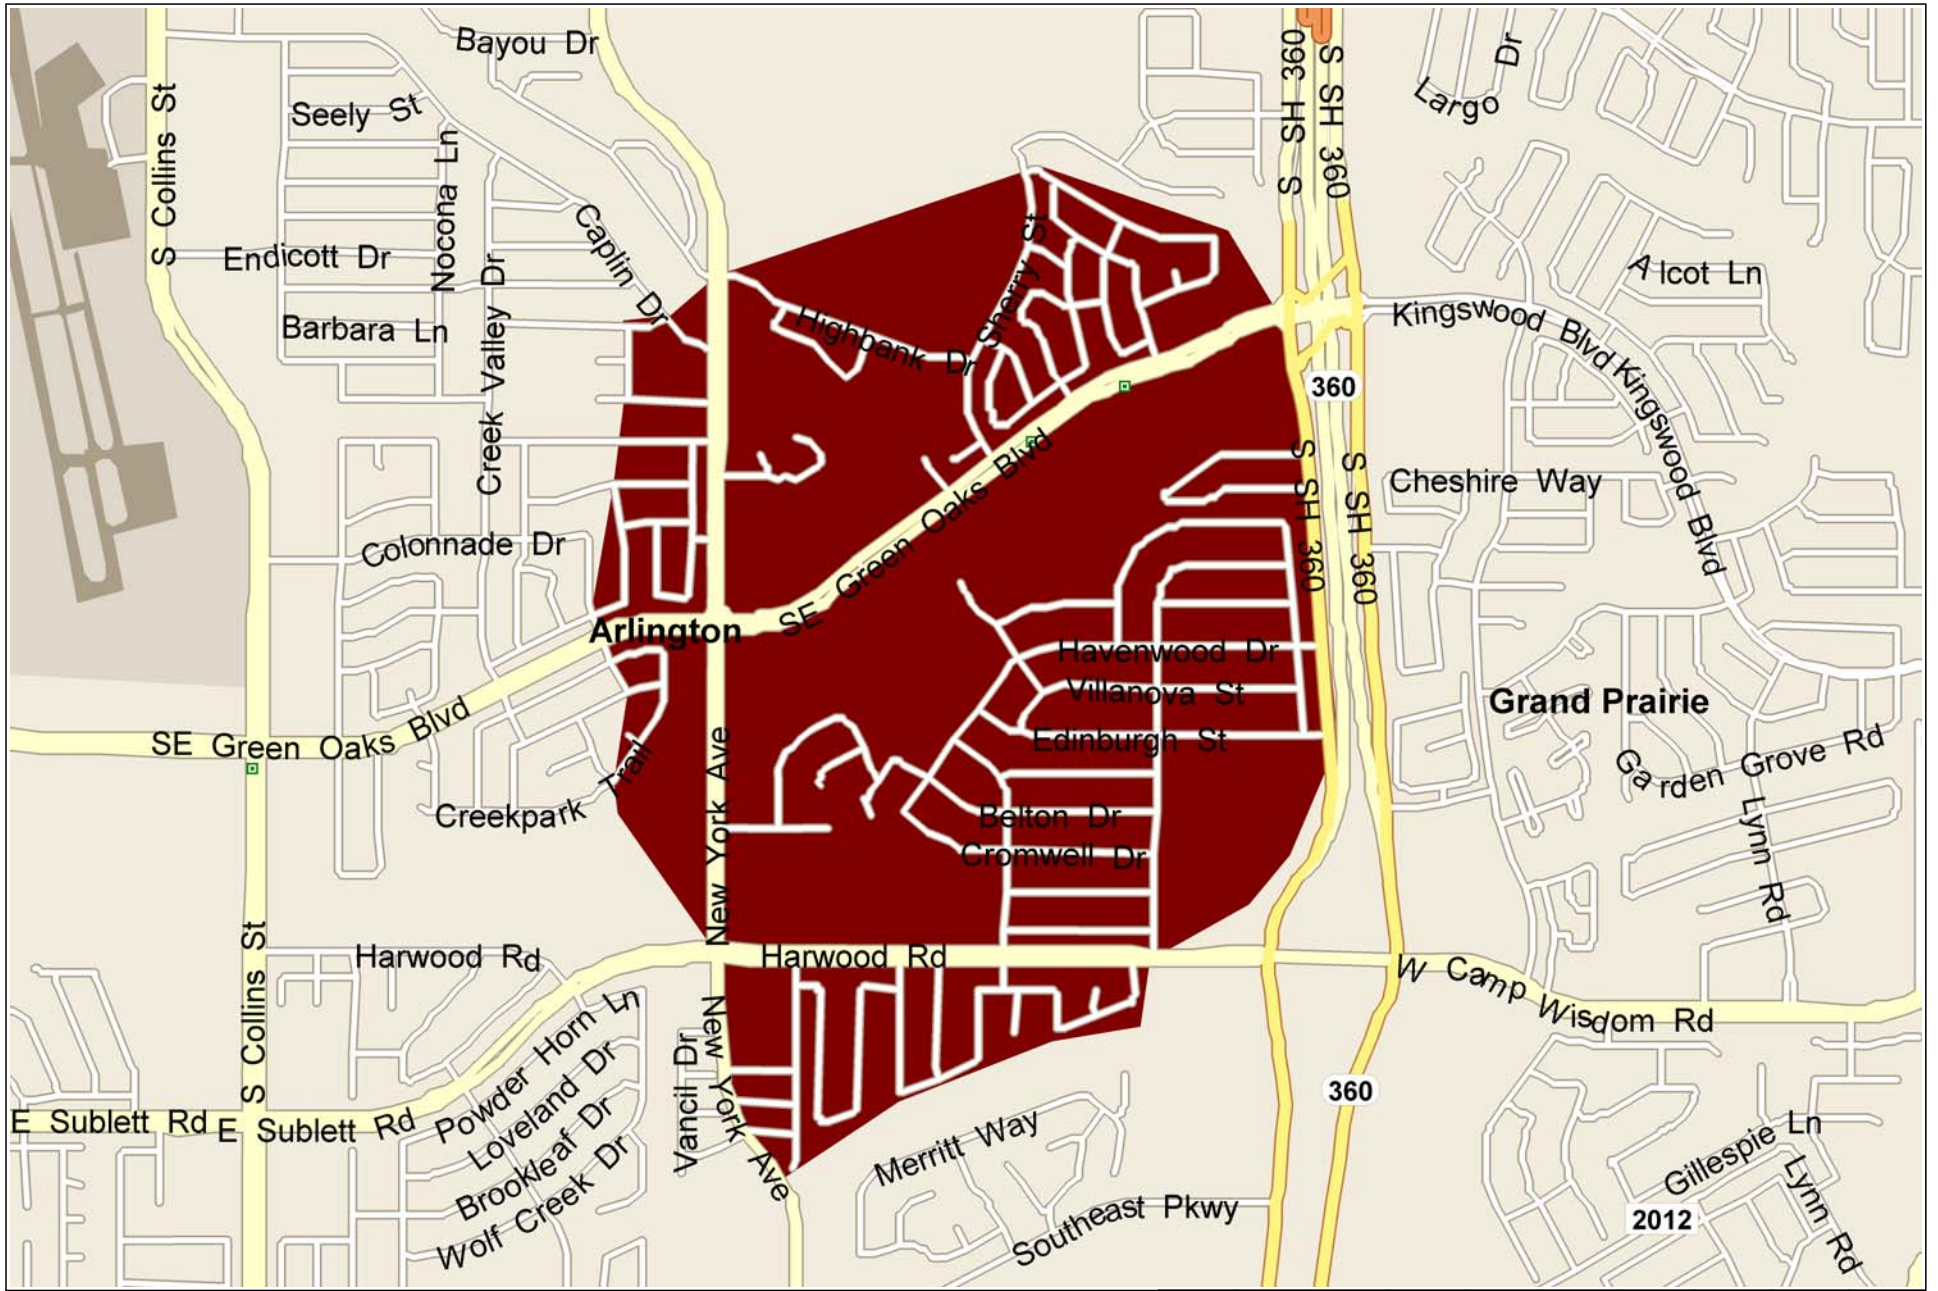 Bayou Dr
S Collins St
Seely St
Nocona Ln
S SH 360
S SH 360
Largo
Dr
Endicott Dr
Caplin Dr
Creek Valley Dr
Barbara Ln
Sherry St
Highbank Dr
Alcot Ln
Kingswood Blvd
Kingswood Blvd
360
S SH 360
S SH 360
Cheshire Way
Colonnade Dr
SE Green Oaks Blvd
Arlington
Havenwood Dr
Villanova St
Edinburgh St
Grand Prairie
SE Green Oaks Blvd
Creekpark Trail
New York Ave
Belton Dr
Cromwell Dr
Garden Grove Rd
Lynn Rd
S Collins St
Harwood Rd
Harwood Rd
W Camp Wisdom Rd
Powder Horn Ln
Loveland Dr
Brookleaf Dr
Wolf Creek Dr
Vancil Dr
New York Ave
360
E Sublett Rd
E Sublett Rd
Merritt Way
Southeast Pkwy
Gillespie Ln
Lynn Rd
2012